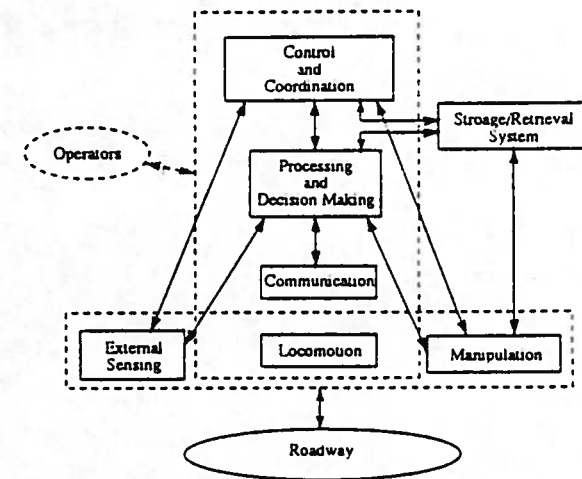 Control
and
Coordination
Stroage/Retrieval
System
Operators
Processing
and
Decision Making
Communication
External
Sensing
Locomotion
Manipulation
Roadway